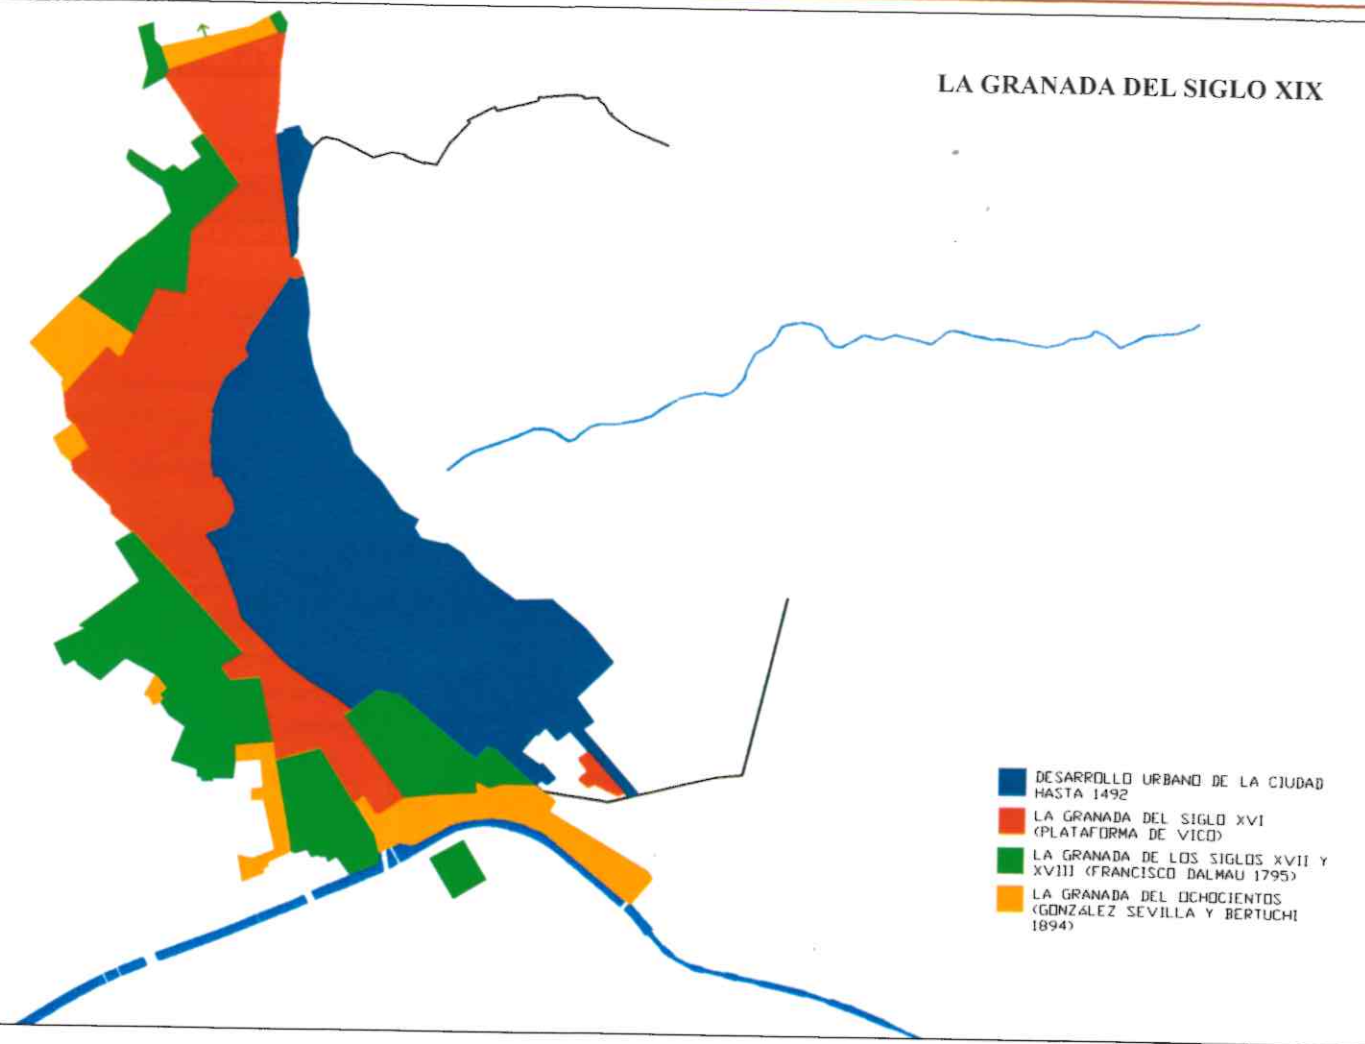 LA GRANADA DEL SIGLO XIX
DESARROLLO URBANO DE LA CIUDAD
HASTA 1492
LA GRANADA DEL SIGLO XVI
(PLATAFORMA DE VICO)
LA GRANADA DE LOS SIGLOS XVII Y
XVIII (FRANCISCO DALMAU 1795)
LA GRANADA DEL OCHOCIENTOS
(GONZáLEZ SEVILLA Y BERTUCHI
1894)